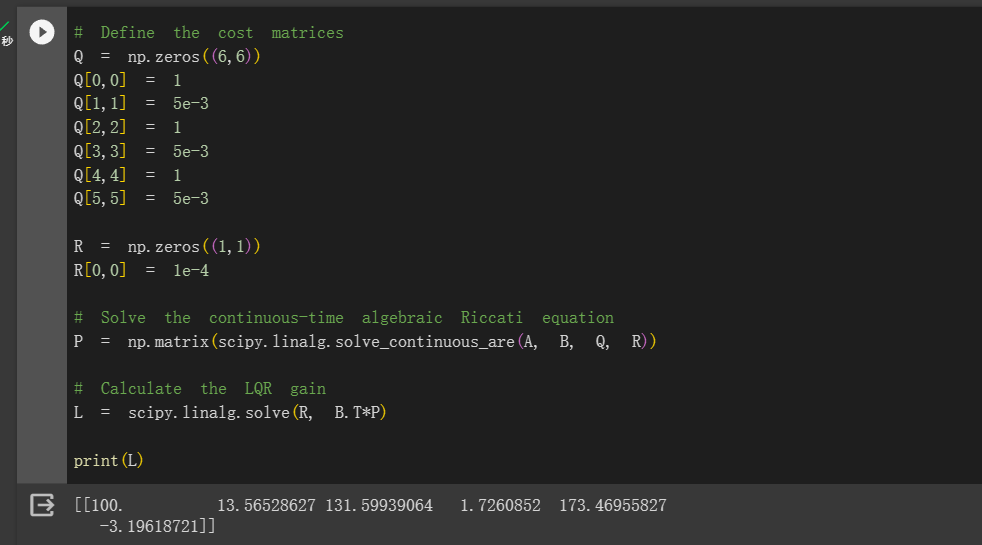 秒
# Define the cost matrices
Q = np.zeros((6,6))
Q[0,0] = 1
Q[1,1] = 5e-3
Q[2,2] = 1
Q[3,3] = 5e-3
Q[4,4] = 1
Q[5,5] = 5e-3
R = np.zeros((1,1))
R[0,0] = 1e-4
# Solve the continuous-time algebraic Riccati equation
P = np.matrix(scipy.linalg.solve_continuous_are(A, B, Q, R))
# Calculate the LQR gain
L = scipy.linalg.solve(R, B.T*P)
print(L)
[[100. 13.56528627 131.59939064 1.7260852 173.46955827
-3.19618721]]